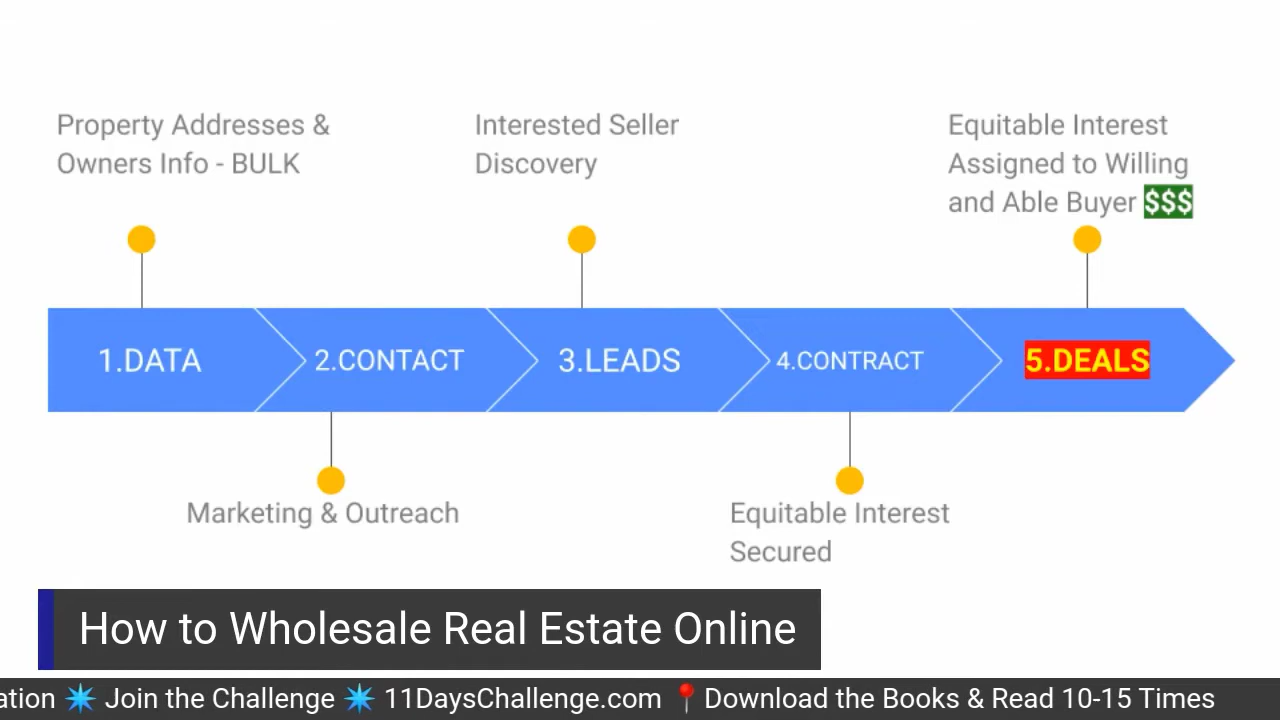 Property Addresses &
Owners Info - BULK
Interested Seller
Discovery
Equitable Interest
Assigned to Willing
and Able Buyer $$$
1.DATA
2.CONTACT
3.LEADS
4.CONTRACT
5.DEALS
Marketing & Outreach
Equitable Interest
Secured
How to Wholesale Real Estate Online
ation ✴️ Join the Challenge ✴️ 11DaysChallenge.com 📍 Download the Books & Read 10-15 Times